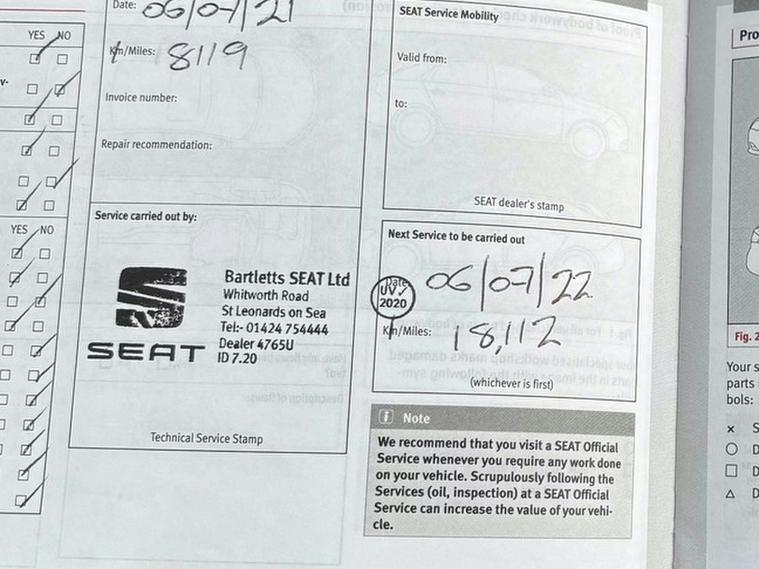 YES NO
Date: 06/07/21
Km/Miles: 8119
Invoice number:
Repair recommendation:
Service carried out by:
SEAT
Bartletts SEAT Ltd
Whitworth Road
St Leonards on Sea
Tel:- 01424 754444
Dealer 4765U
ID 7.20
Technical Service Stamp
YES NO
SEAT Service Mobility
Valid from:
to:
SEAT dealer's stamp
Next Service to be carried out
Date: 06/07/22
UV✓
2020
Km/Miles: 18,112
(whichever is first)
i Note
We recommend that you visit a SEAT Official
Service whenever you require any work done
on your vehicle. Scrupulously following the
Services (oil, inspection) at a SEAT Official
Service can increase the value of your vehi-
cle.
Pro
Fig. 2
Your s
parts
bols:
× S
○ D
□ D
△ D